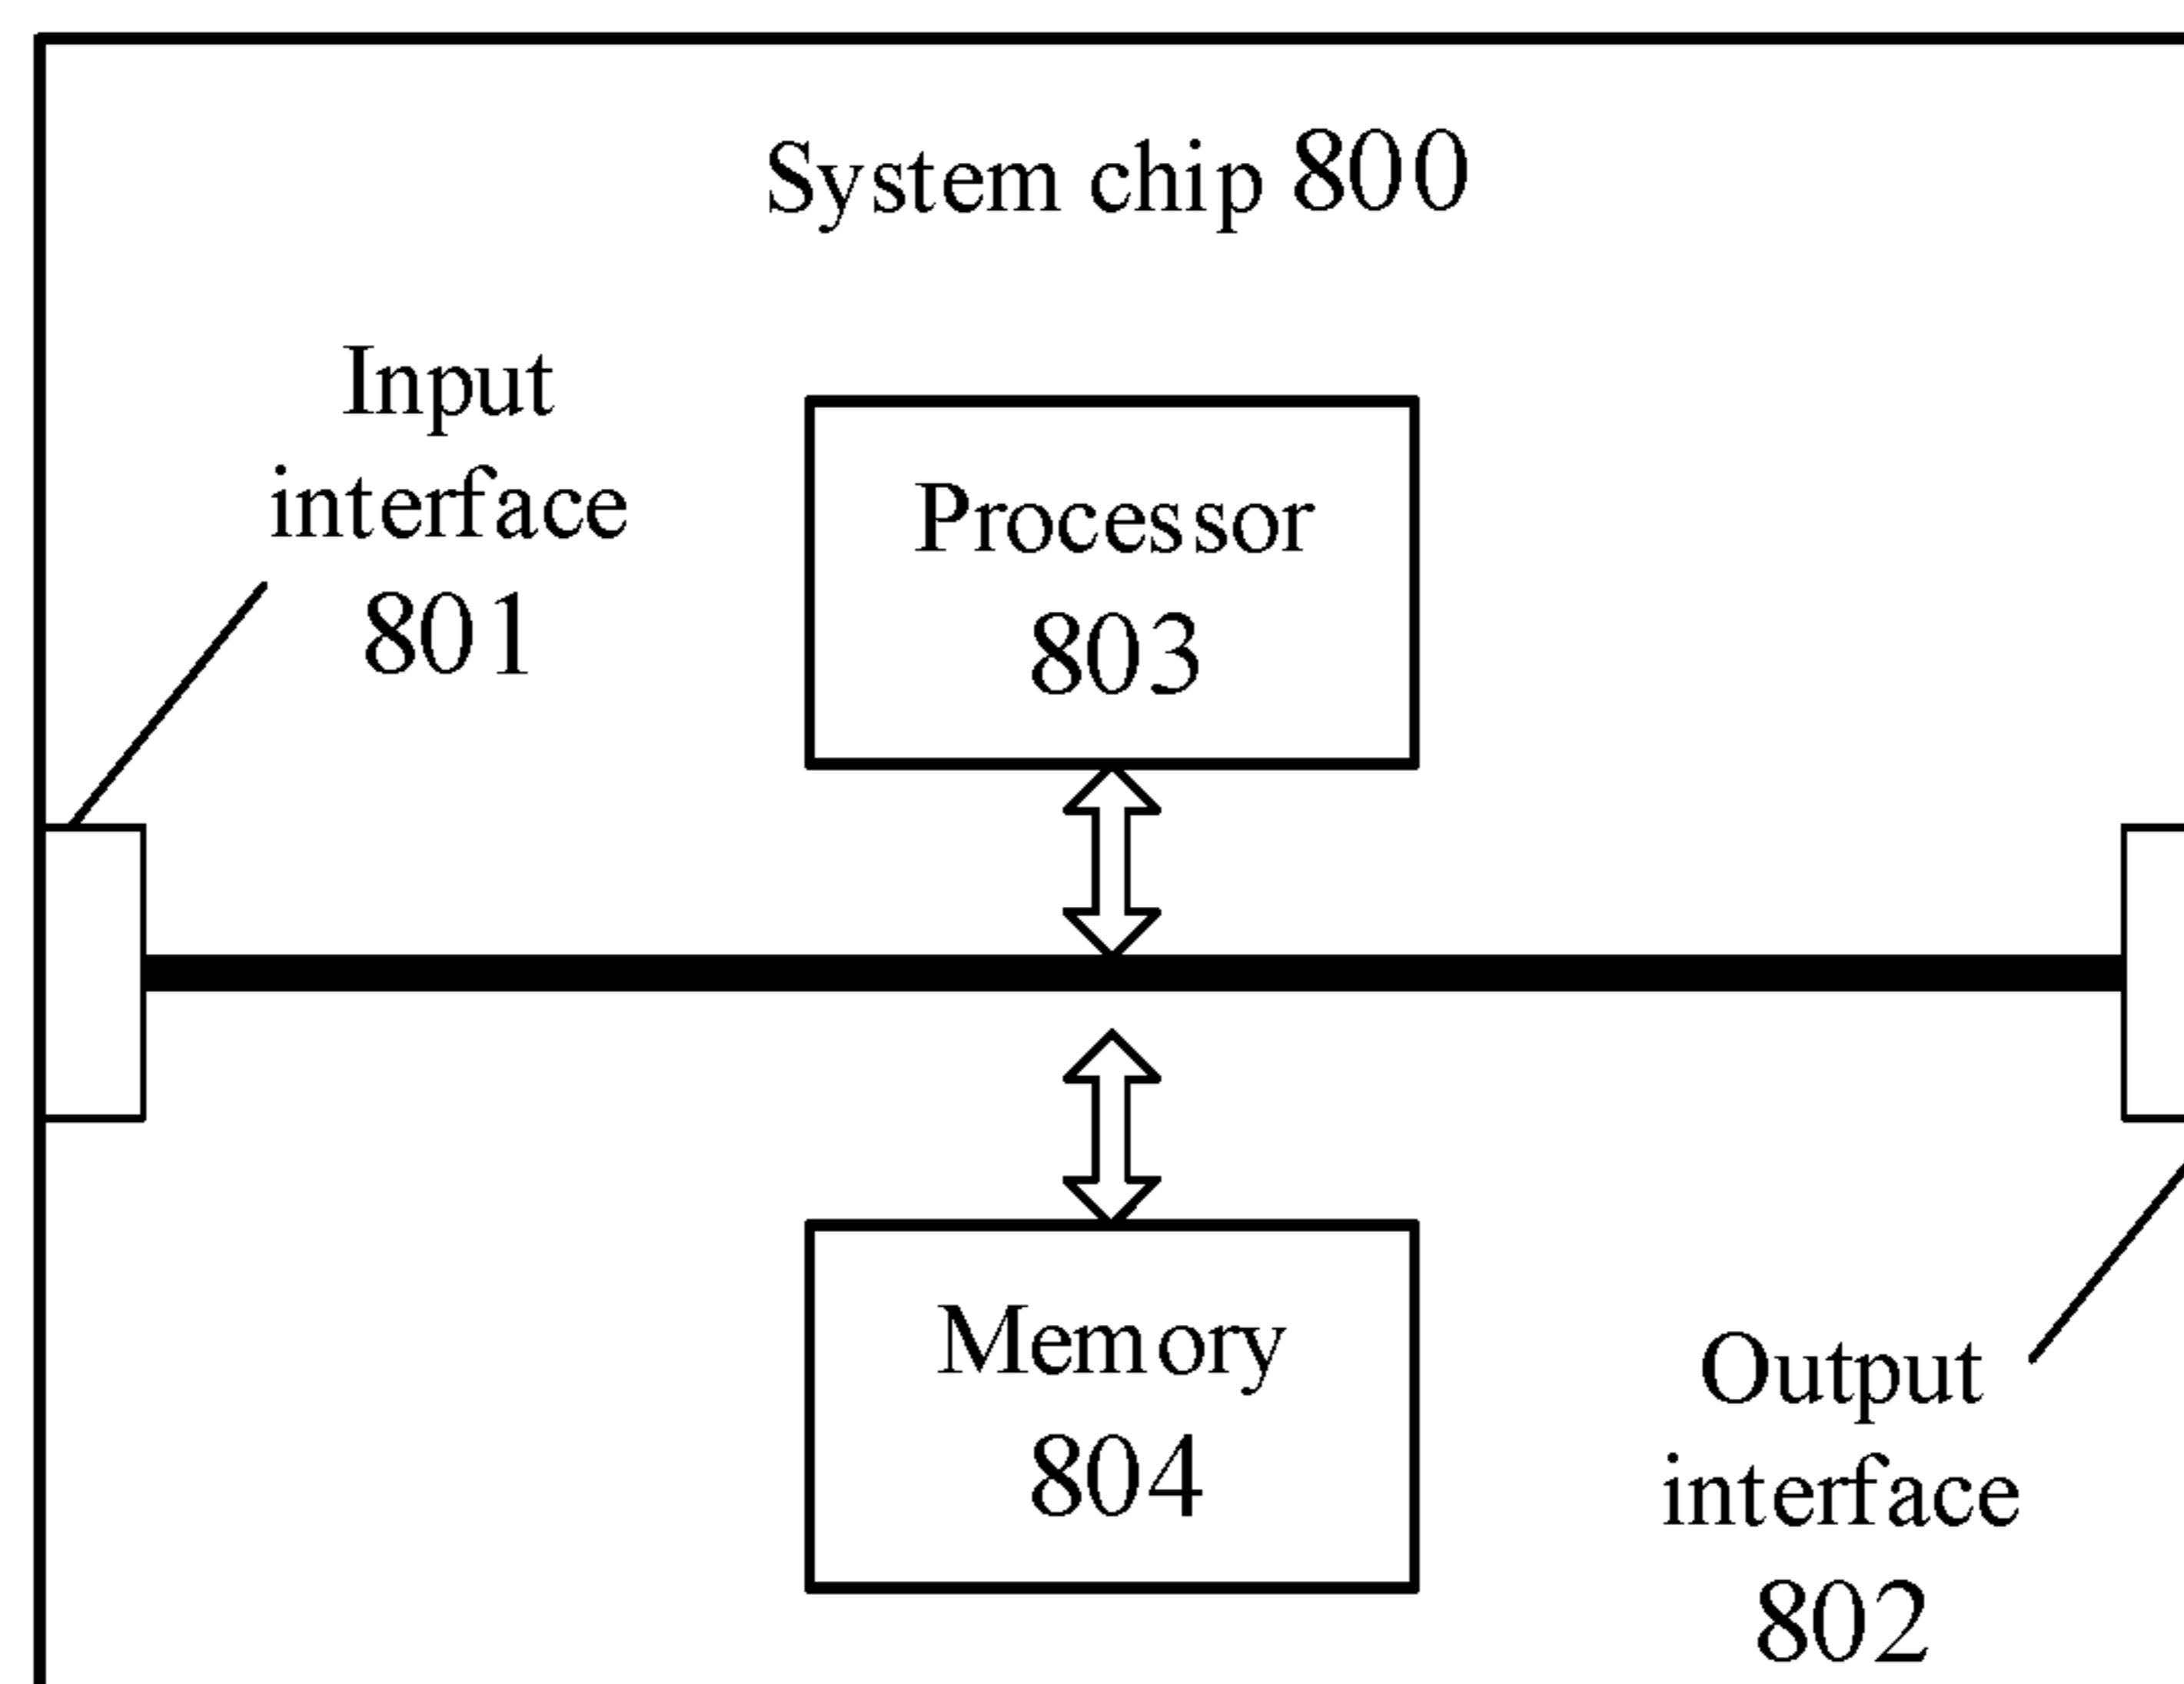 System chip 800
Input
interface
801
Processor
803
Memory
804
Output
interface
802